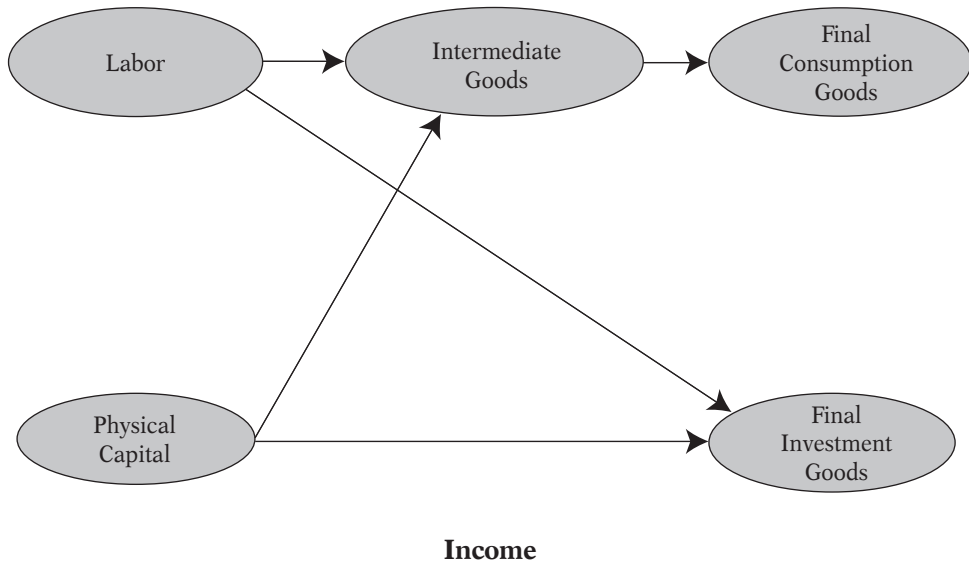 Labor
Intermediate
Goods
Final
Consumption
Goods
Physical
Capital
Final
Investment
Goods
Income